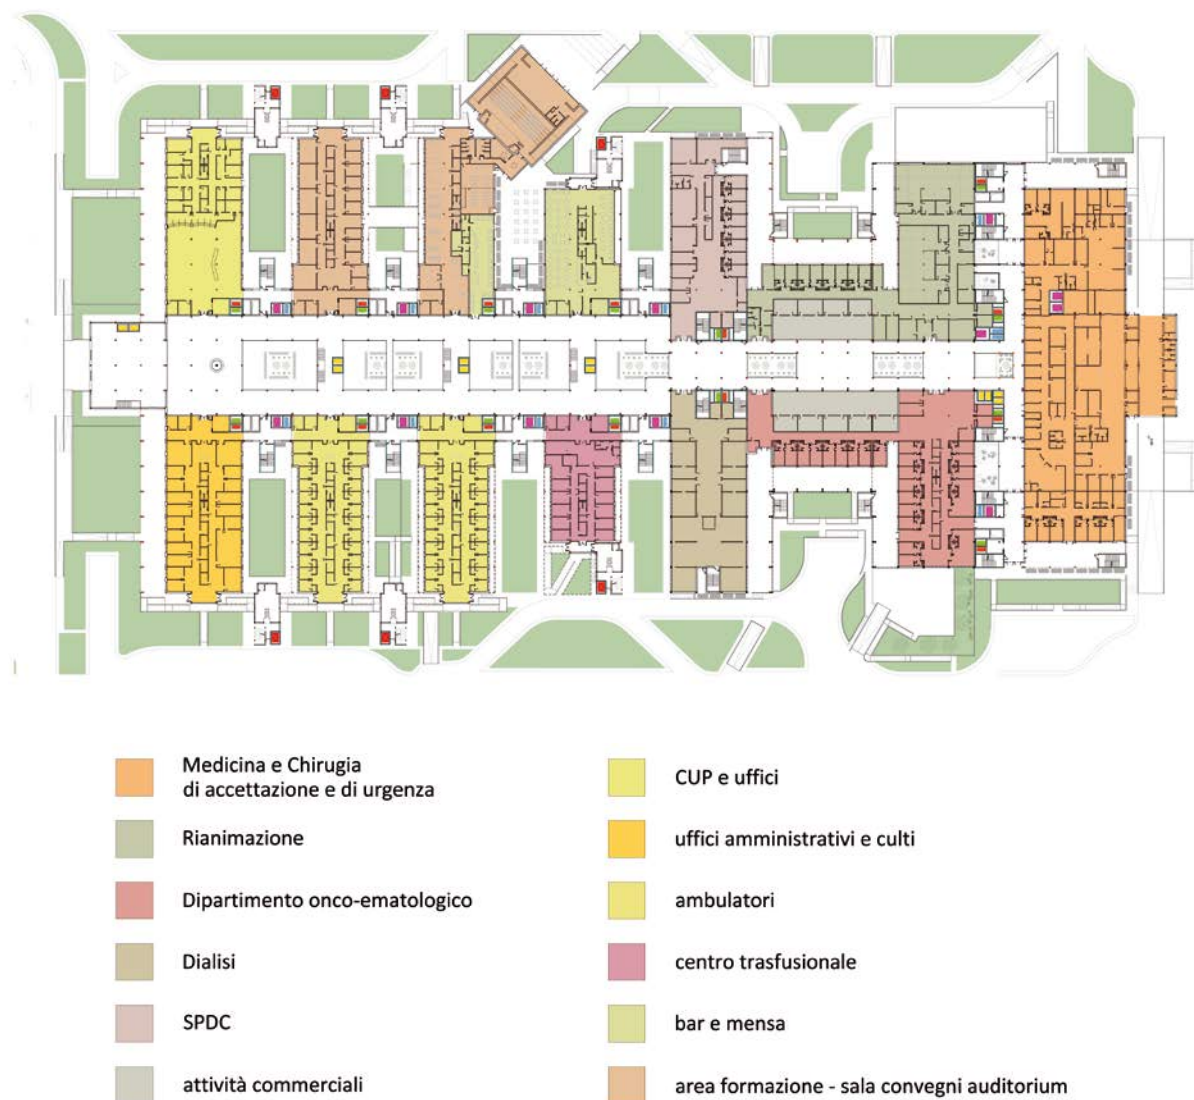 Medicina e Chirugia
di accettazione e di urgenza
Rianimazione
Dipartimento onco-ematologico
Dialisi
SPDC
attività commerciali
CUP e uffici
uffici amministrativi e culti
ambulatori
centro trasfusionale
bar e mensa
area formazione - sala convegni auditorium